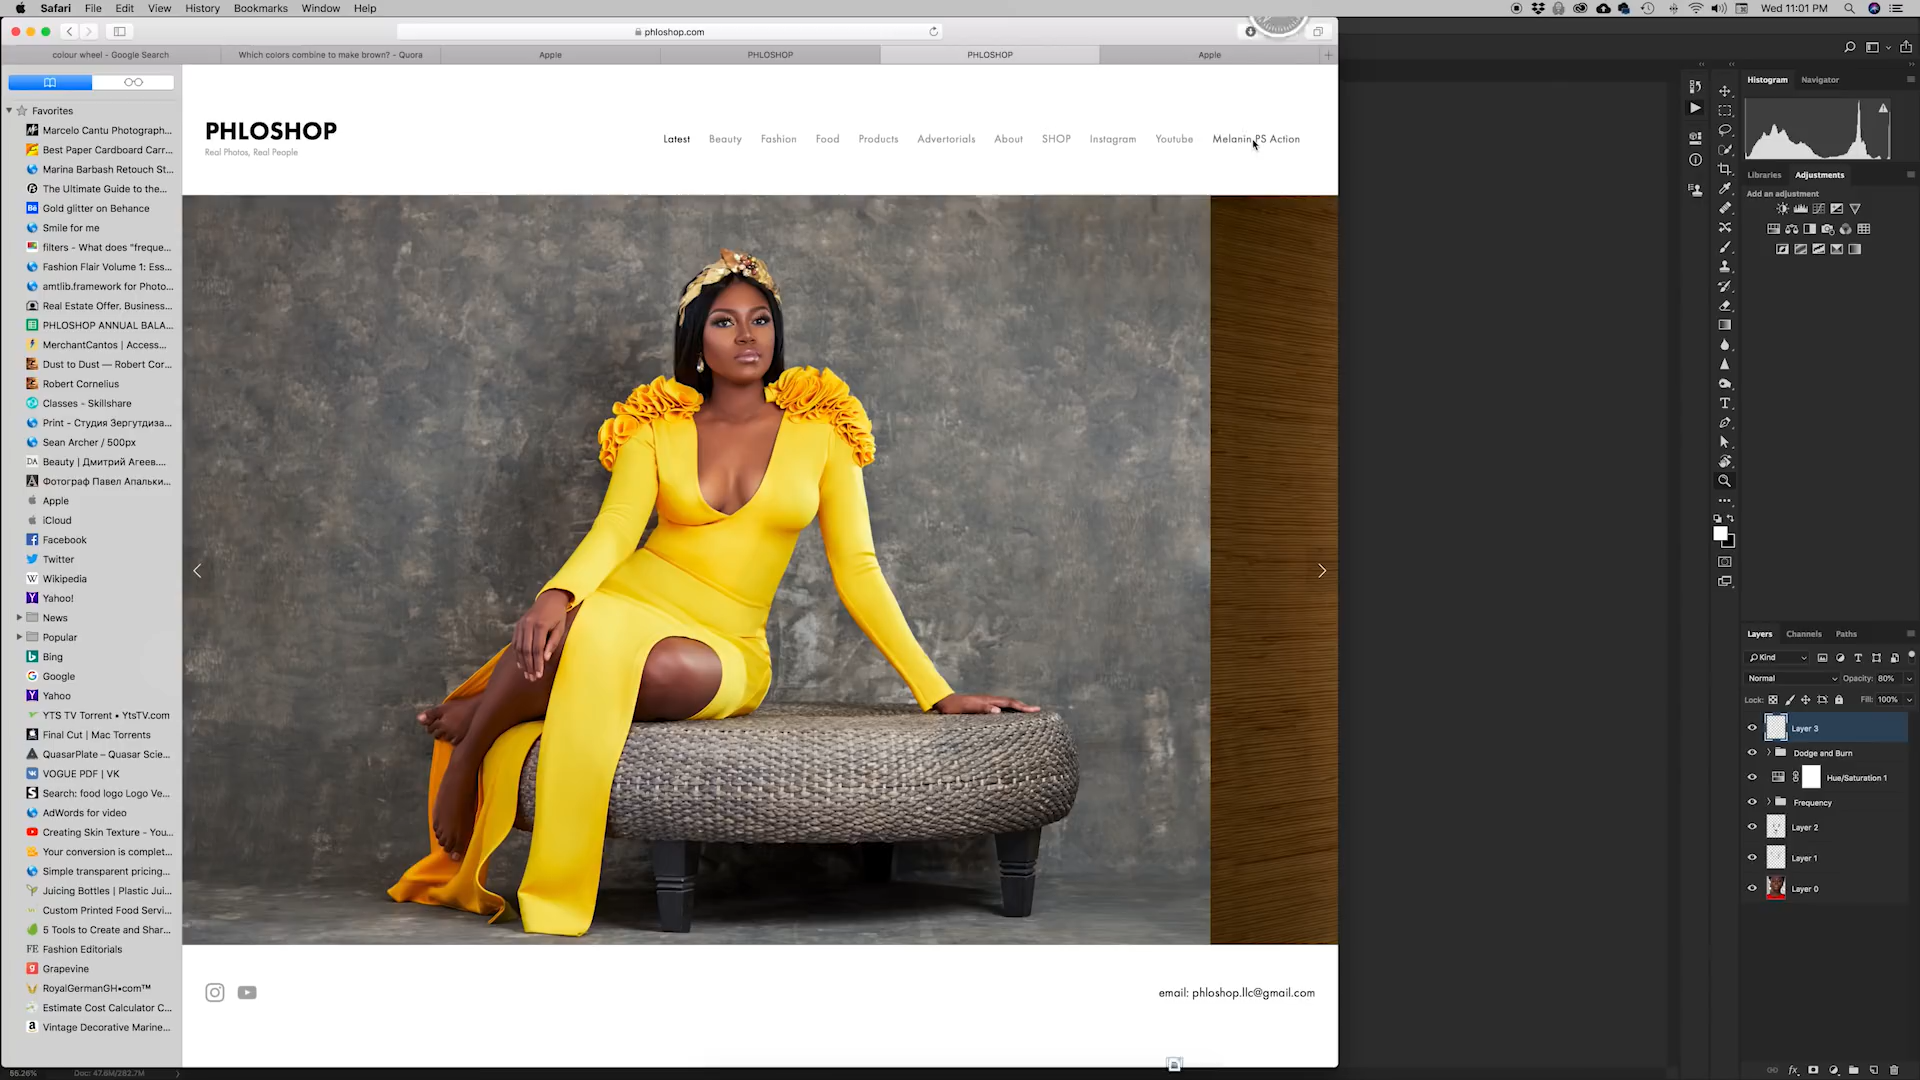 Safari File Edit View History Bookmarks Window Help
Wed 11:01 PM
phloshop.com
colour wheel - Google Search
Which colors combine to make brown? - Quora
Apple
PHLOSHOP
PHLOSHOP
Apple
Favorites
Marcelo Cantu Photograph...
Best Paper Cardboard Carr...
Marina Barbash Retouch St...
The Ultimate Guide to the...
Gold glitter on Behance
Smile for me
filters - What does "freque...
Fashion Flair Volume 1: Ess...
amtlib.framework for Photo...
Real Estate Offer. Business...
PHLOSHOP ANNUAL BALA...
MerchantCantos | Access...
Dust to Dust — Robert Cor...
Robert Cornelius
Classes - Skillshare
Print - Студия Зергутдиза...
Sean Archer / 500px
DA Beauty | Дмитрий Агеев....
Фотограф Павел Апальки...
Apple
iCloud
Facebook
Twitter
Wikipedia
Yahoo!
News
Popular
Bing
Google
Yahoo
YTS TV Torrent • YtsTV.com
Final Cut | Mac Torrents
QuasarPlate – Quasar Scie...
VOGUE PDF | VK
Search: food logo Logo Ve...
AdWords for video
Creating Skin Texture - You...
Your conversion is complet...
Simple transparent pricing...
Juicing Bottles | Plastic Jui...
Custom Printed Food Servi...
5 Tools to Create and Shar...
FE Fashion Editorials
Grapevine
RoyalGermanGH•com™
Estimate Cost Calculator C...
Vintage Decorative Marine...
PHLOSHOP
Real Photos, Real People
Latest Beauty Fashion Food Products Advertorials About SHOP Instagram Youtube Melanin PS Action
email: phloshop.llc@gmail.com
55.26% Doc: 47.6M/282.7M
Histogram Navigator
Libraries Adjustments
Add an adjustment
Layers Channels Paths
Kind
Normal Opacity: 80%
Lock: Fill: 100%
Layer 3
Dodge and Burn
Hue/Saturation 1
Frequency
Layer 2
Layer 1
Layer 0